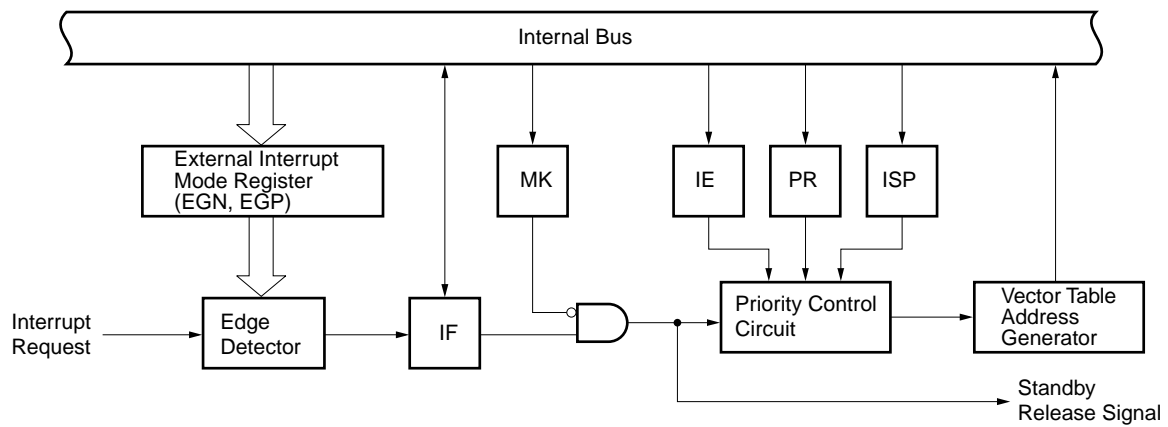 Internal Bus
External Interrupt
Mode Register
(EGN, EGP)
MK
IE
PR
ISP
Interrupt
Request
Edge
Detector
IF
Priority Control
Circuit
Vector Table
Address
Generator
Standby
Release Signal